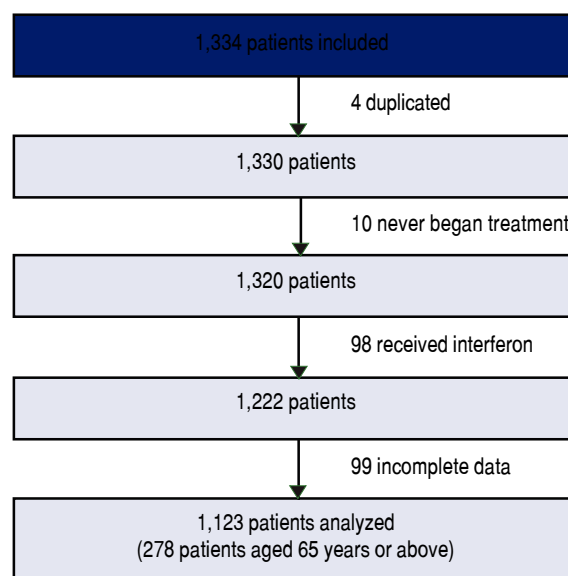 1,334 patients included
4 duplicated
1,330 patients
10 never began treatment
1,320 patients
98 received interferon
1,222 patients
99 incomplete data
1,123 patients analyzed
(278 patients aged 65 years or above)